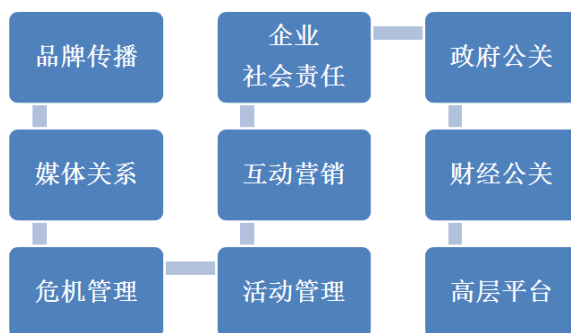 品牌传播
媒体关系
危机管理
活动管理
互动营销
企业
社会责任
政府公关
财经公关
高层平台